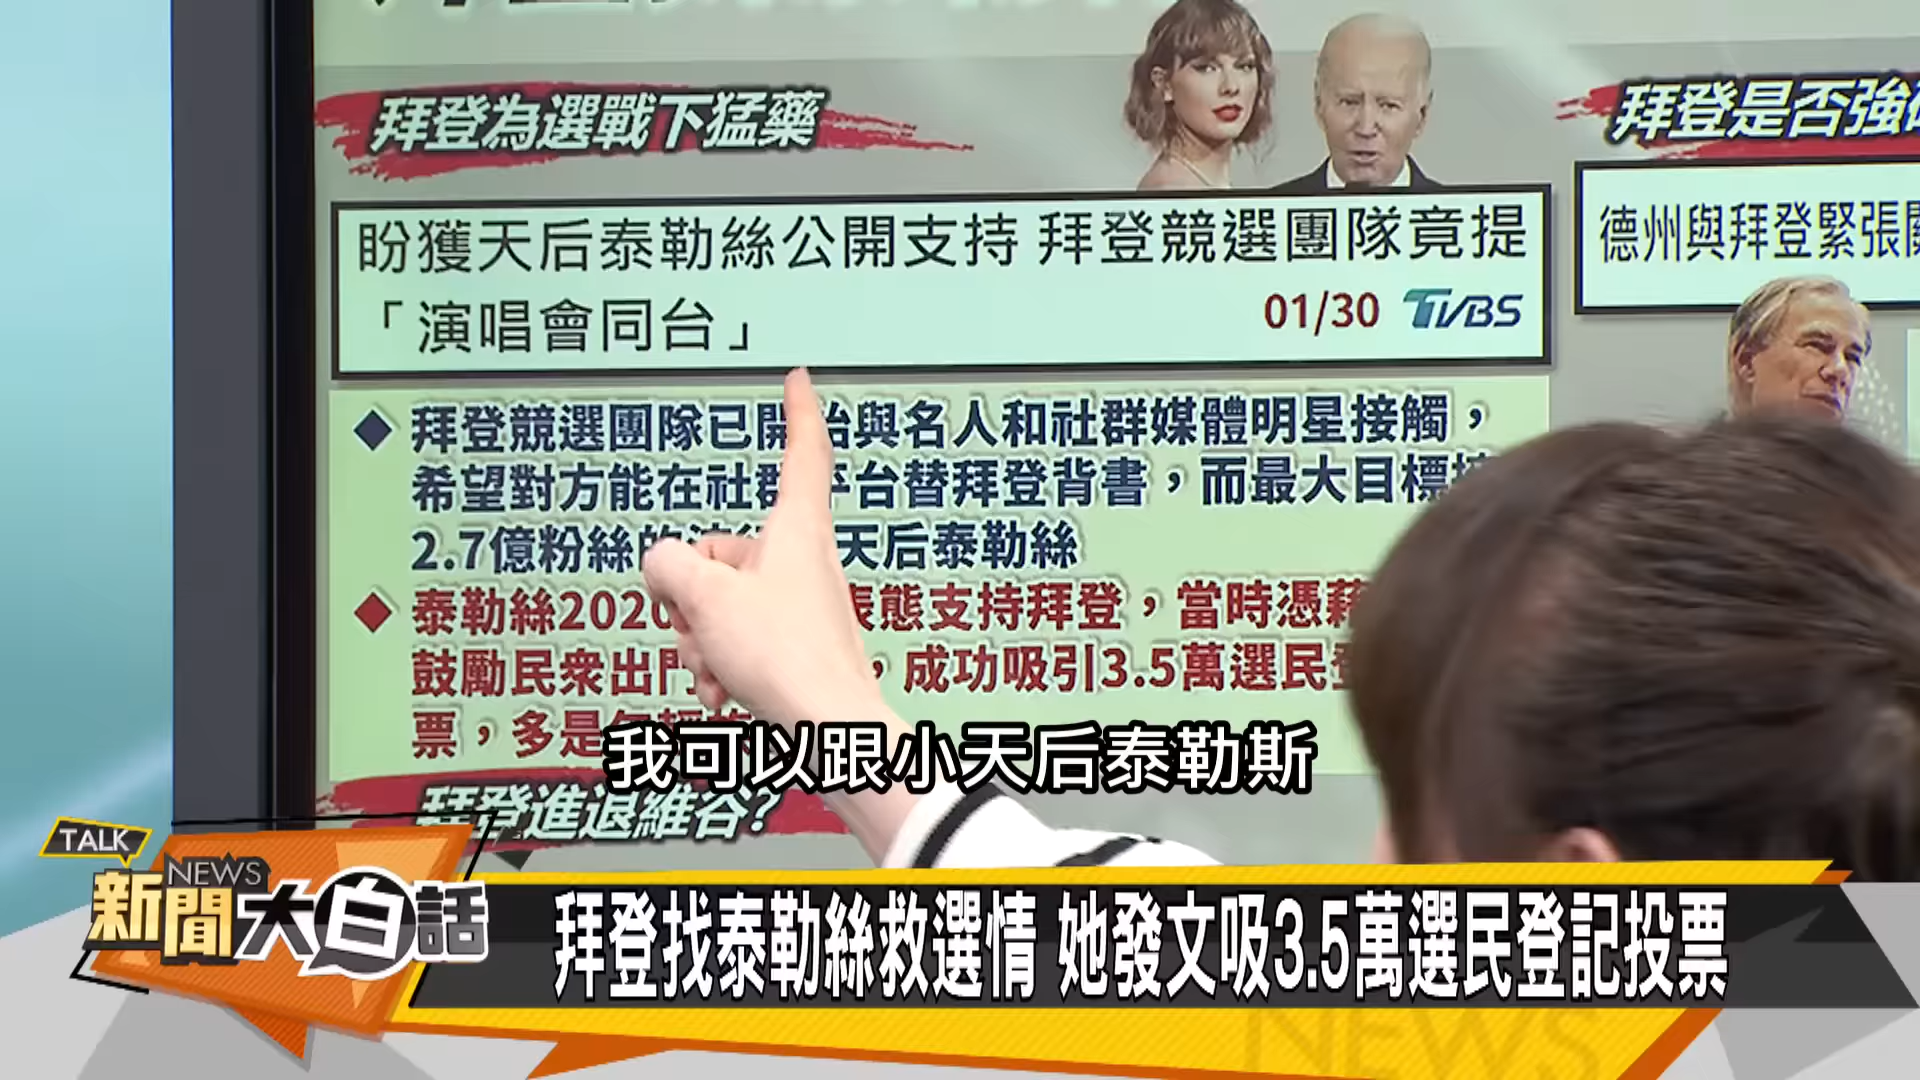 拜登為選戰下猛藥
盼獲天后泰勒絲公開支持 拜登競選團隊竟提
「演唱會同台」
01/30 TVBS
拜登競選團隊已開始與名人和社群媒體明星接觸，
希望對方能在社群平台替拜登背書，而最大目標
2.7億粉絲的 天后泰勒絲
泰勒絲2020 表態支持拜登，當時憑藉
鼓勵民眾出門 ，成功吸引3.5萬選民
票，多是年輕族
拜登進退維谷?
拜登是否強硬
德州與拜登緊張關
我可以跟小天后泰勒斯
TALK
NEWS
新聞大白話
拜登找泰勒絲救選情 她發文吸3.5萬選民登記投票
NEWS